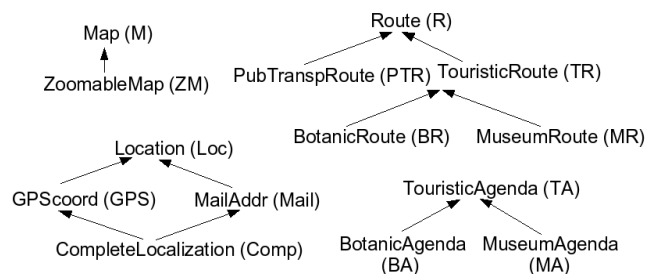 Route (R)
Map (M)
PubTranspRoute (PTR)
TouristicRoute (TR)
ZoomableMap (ZM)
BotanicRoute (BR)
MuseumRoute (MR)
Location (Loc)
GPScoord (GPS)
MailAddr (Mail)
TouristicAgenda (TA)
CompleteLocalization (Comp)
BotanicAgenda
(BA)
MuseumAgenda
(MA)